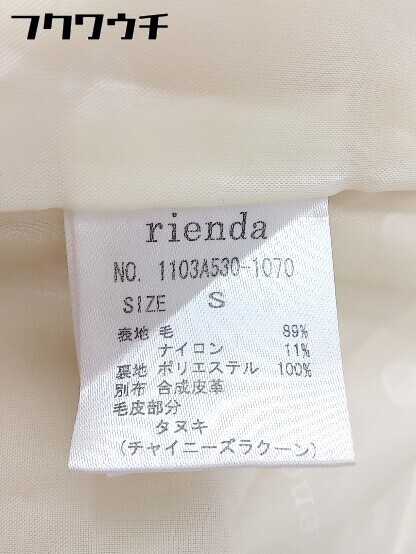 フクワウチ
rienda
NO. 1103A530-1070
SIZE S
表地 毛 89%
ナイロン 11%
裏地 ポリエステル 100%
別布 合成皮革
毛皮部分
タヌキ
(チャイニーズラクーン)